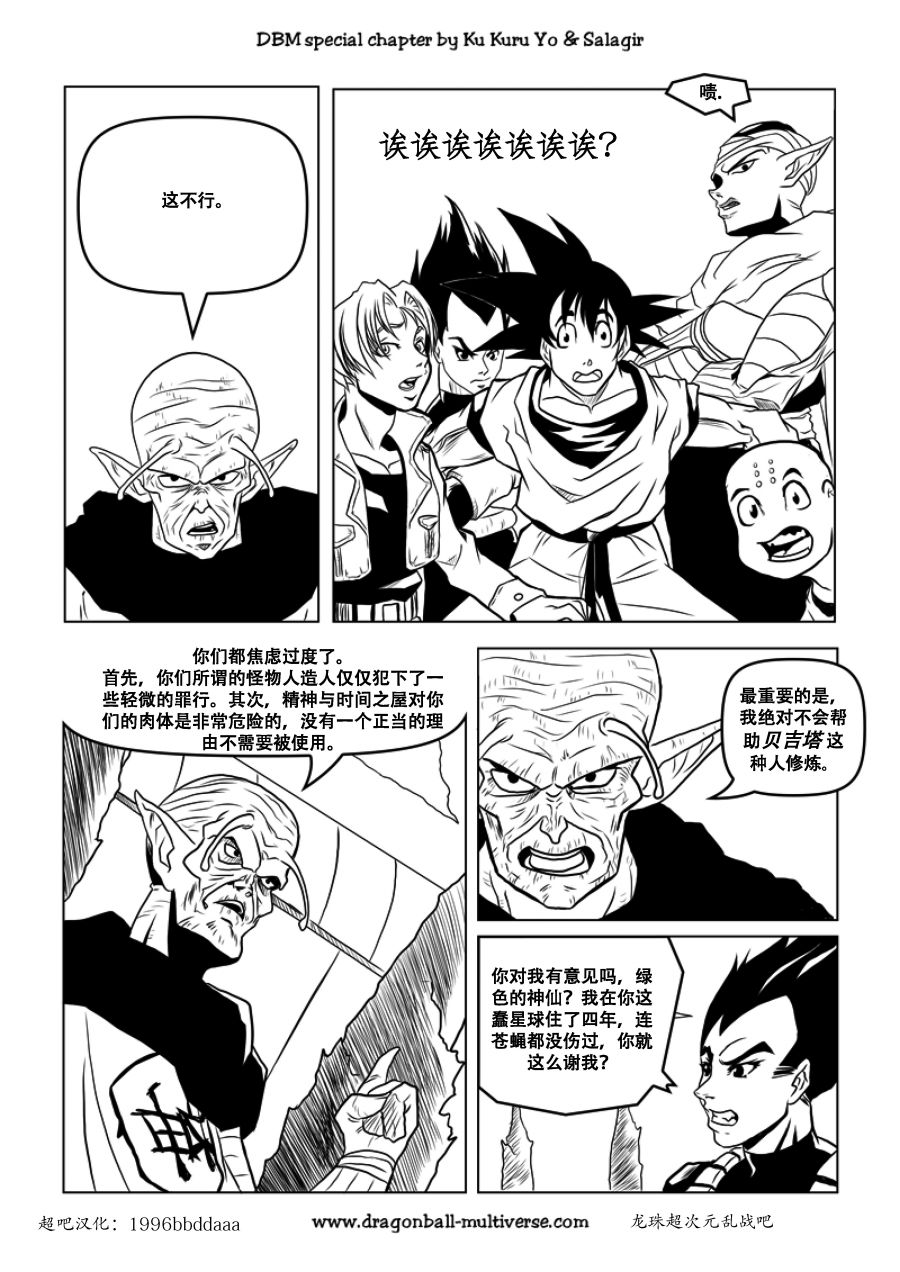 DBM special chapter by Ku Kuru Yo & Salagir
这不行。
诶诶诶诶诶诶诶?
啧.
你们都焦虑过度了。
首先，你们所谓的怪物人造人仅仅犯下了一
些轻微的罪行。其次，精神与时间之屋对你
们的肉体是非常危险的，没有一个正当的理
由不需要被使用。
最重要的是，
我绝对不会帮
助贝吉塔这
种人修炼。
你对我有意见吗，绿
色的神仙？我在你这
蠢星球住了四年，连
苍蝇都没伤过，你就
这么谢我？
神
超吧汉化：1996bbddaaa
www.dragonball-multiverse.com
龙珠超次元乱战吧